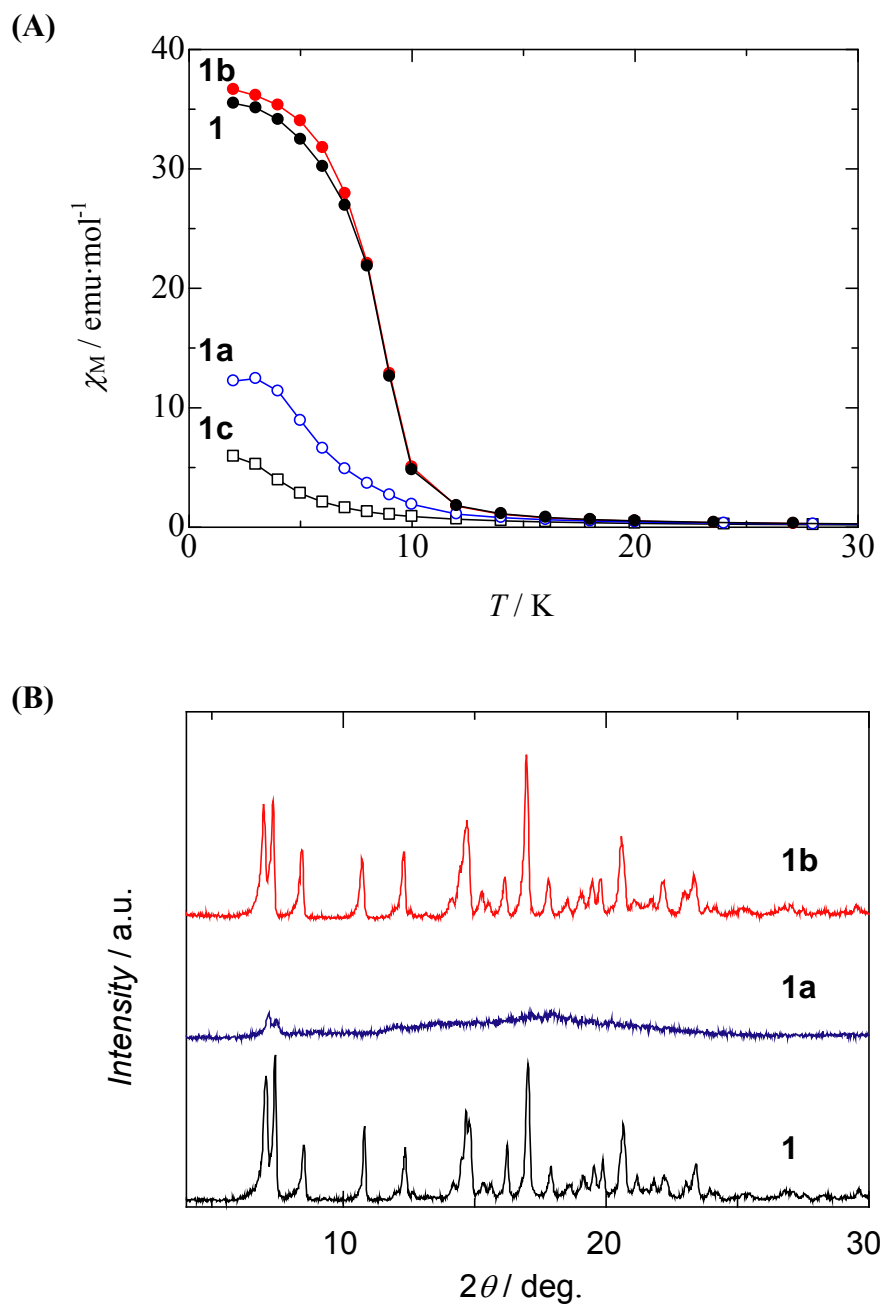 (A)
40
30
20
10
0
1b
1
1a
1c
χM / emu·mol-1
0
10
20
30
T / K
(B)
1b
1a
1
Intensity / a.u.
10
20
30
2θ / deg.